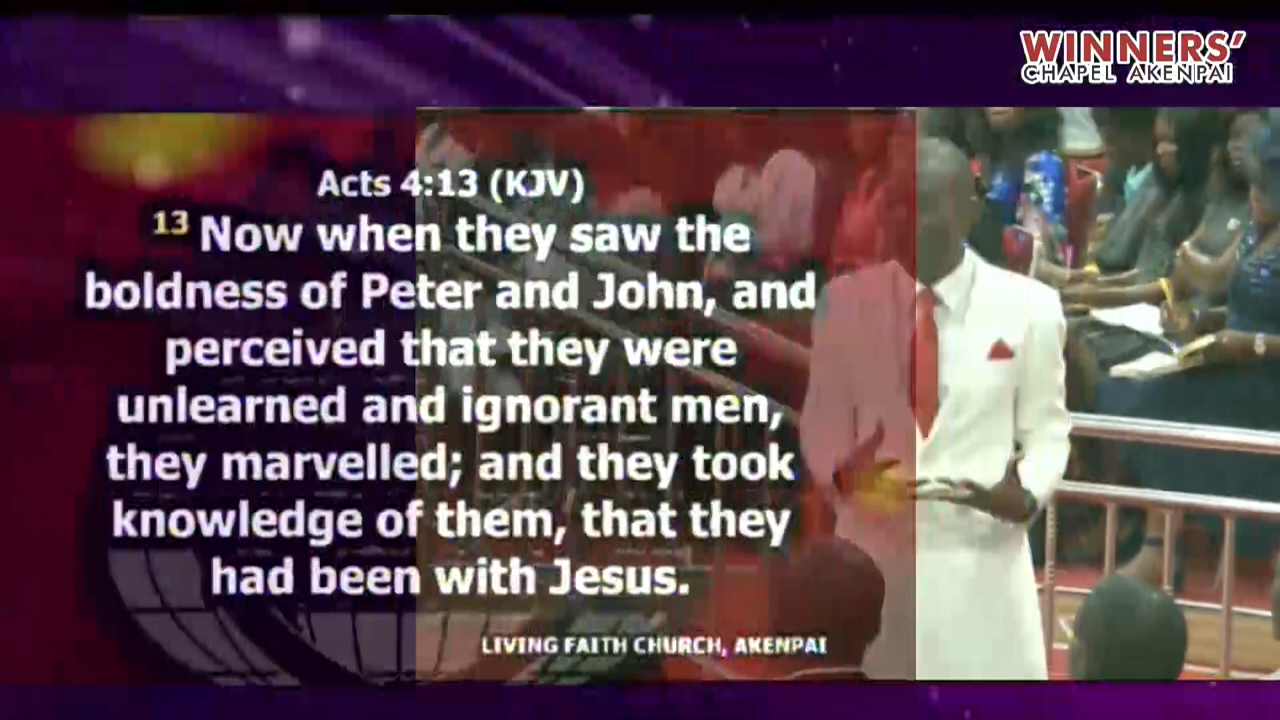 WINNERS'
CHAPEL AKENPAI
Acts 4:13 (KJV)
13 Now when they saw the
boldness of Peter and John, and
perceived that they were
unlearned and ignorant men,
they marvelled; and they took
knowledge of them, that they
had been with Jesus.
LIVING FAITH CHURCH, AKENPAI